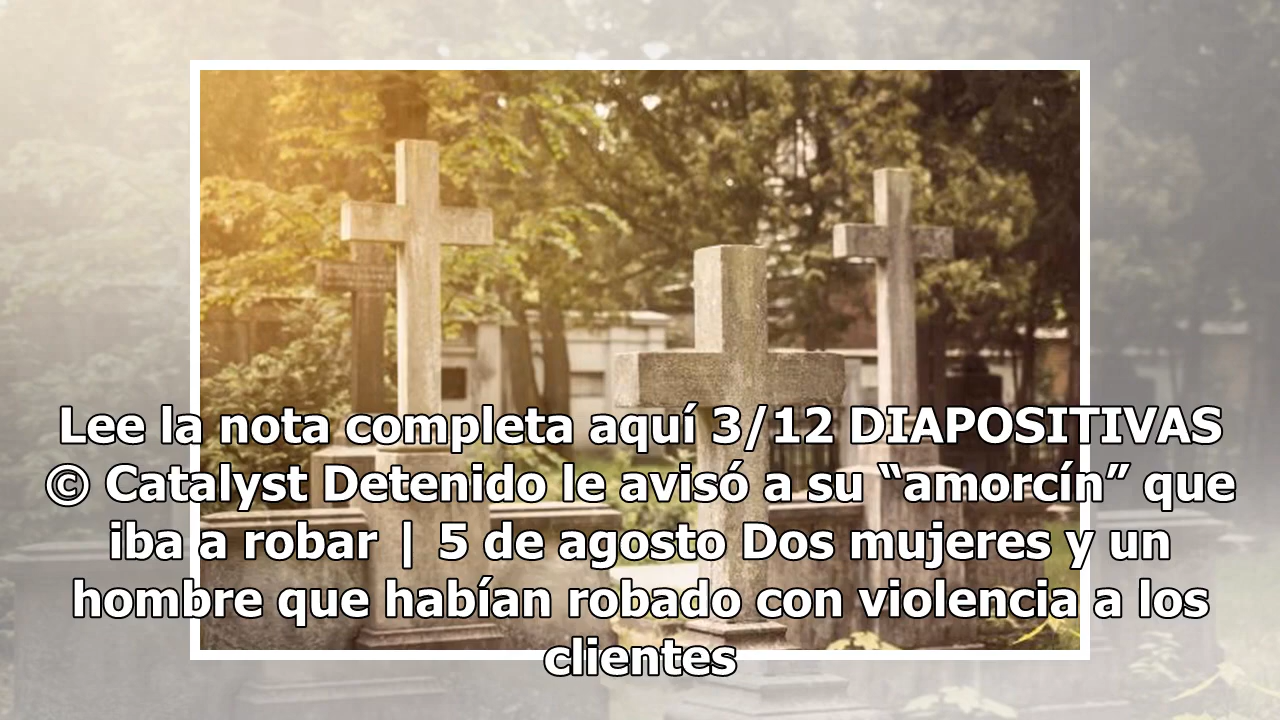 Lee la nota completa aquí 3/12 DIAPOSITIVAS
© Catalyst Detenido le avisó a su “amorcín” que
iba a robar | 5 de agosto Dos mujeres y un
hombre que habían robado con violencia a los
clientes